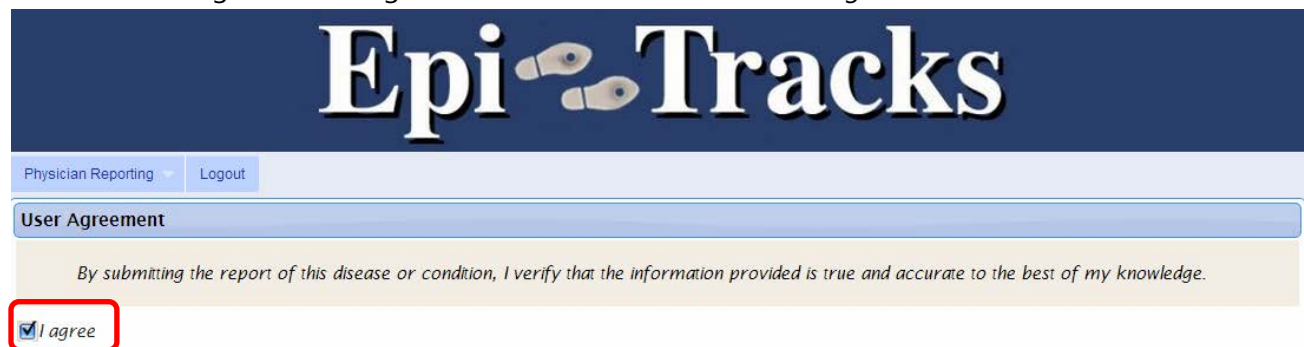 Epi Tracks
Physician Reporting Logout
User Agreement
By submitting the report of this disease or condition, I verify that the information provided is true and accurate to the best of my knowledge.
I agree